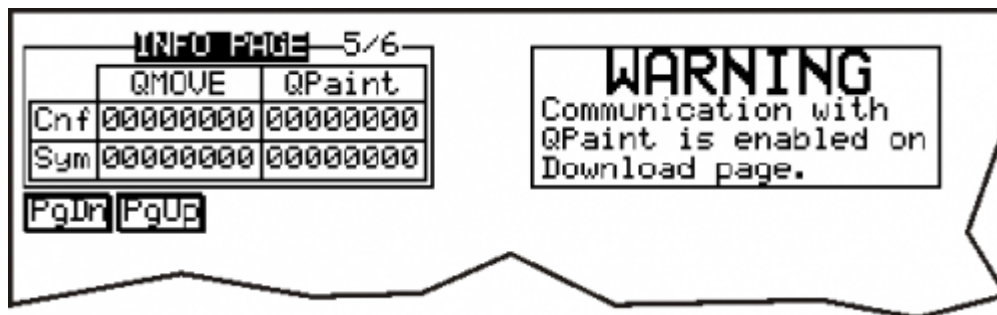 INFO PAGE 5/6
QMOVE QPaint
Cnf 00000000 00000000
Sym 00000000 00000000
PgDn PgUp
WARNING
Communication with
QPaint is enabled on
Download page.